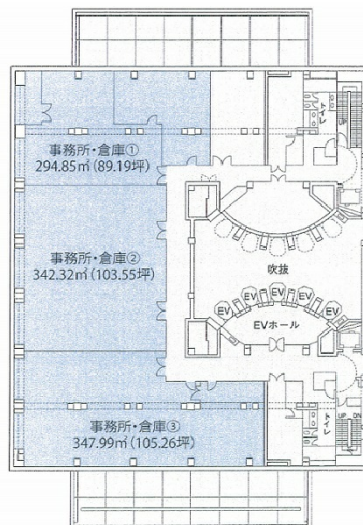 トイレ
UP
事務所・倉庫①
294.85㎡(89.19坪)
事務所・倉庫②
342.32㎡(103.55坪)
吹抜
EV
EV
EV
EV
EV
EVホール
事務所・倉庫③
347.99㎡(105.26坪)
トイレ
UP DN